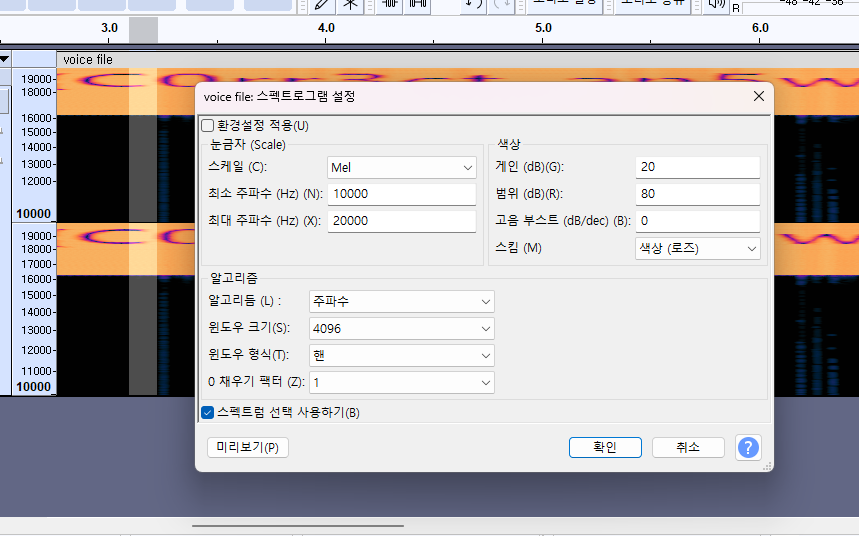 -48 -42 -36
R
3.0 4.0 5.0 6.0
voice file
19000
18000
16000
15000
14000
13000
12000
10000
19000
18000
17000
16000
15000
14000
13000
12000
11000
10000
voice file: 스펙트로그램 설정
환경설정 적용(U)
눈금자 (Scale)
스케일 (C): Mel
최소 주파수 (Hz) (N): 10000
최대 주파수 (Hz) (X): 20000
색상
게인 (dB)(G): 20
범위 (dB)(R): 80
고음 부스트 (dB/dec) (B): 0
스킴 (M) 색상 (로즈)
알고리즘
알고리듬 (L) : 주파수
윈도우 크기(S): 4096
윈도우 형식(T): 핸
0 채우기 팩터 (Z): 1
스펙트럼 선택 사용하기(B)
미리보기(P) 확인 취소 ?